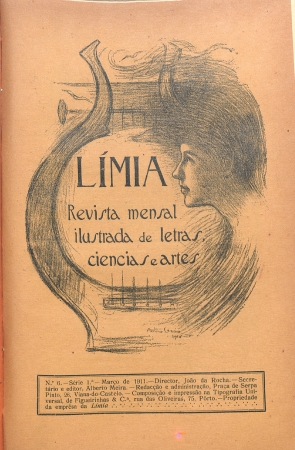 LÍMIA
Revista mensal
ilustrada de letras,
ciencias e artes
N.º 6.—Série 1.ª—Março de 1911.—Director, João da Rocha.—Secre-
tário e editor, Alberto Meira.—Redacção e administração, Praça de Serpa
Pinto, 26, Viana-do-Castelo.—Composição e impressão na Tipografia Uni-
versal, de Figueirinhas & C.ª, rua das Oliveiras, 75, Pôrto.—Propriedade
da emprêsa da Límia